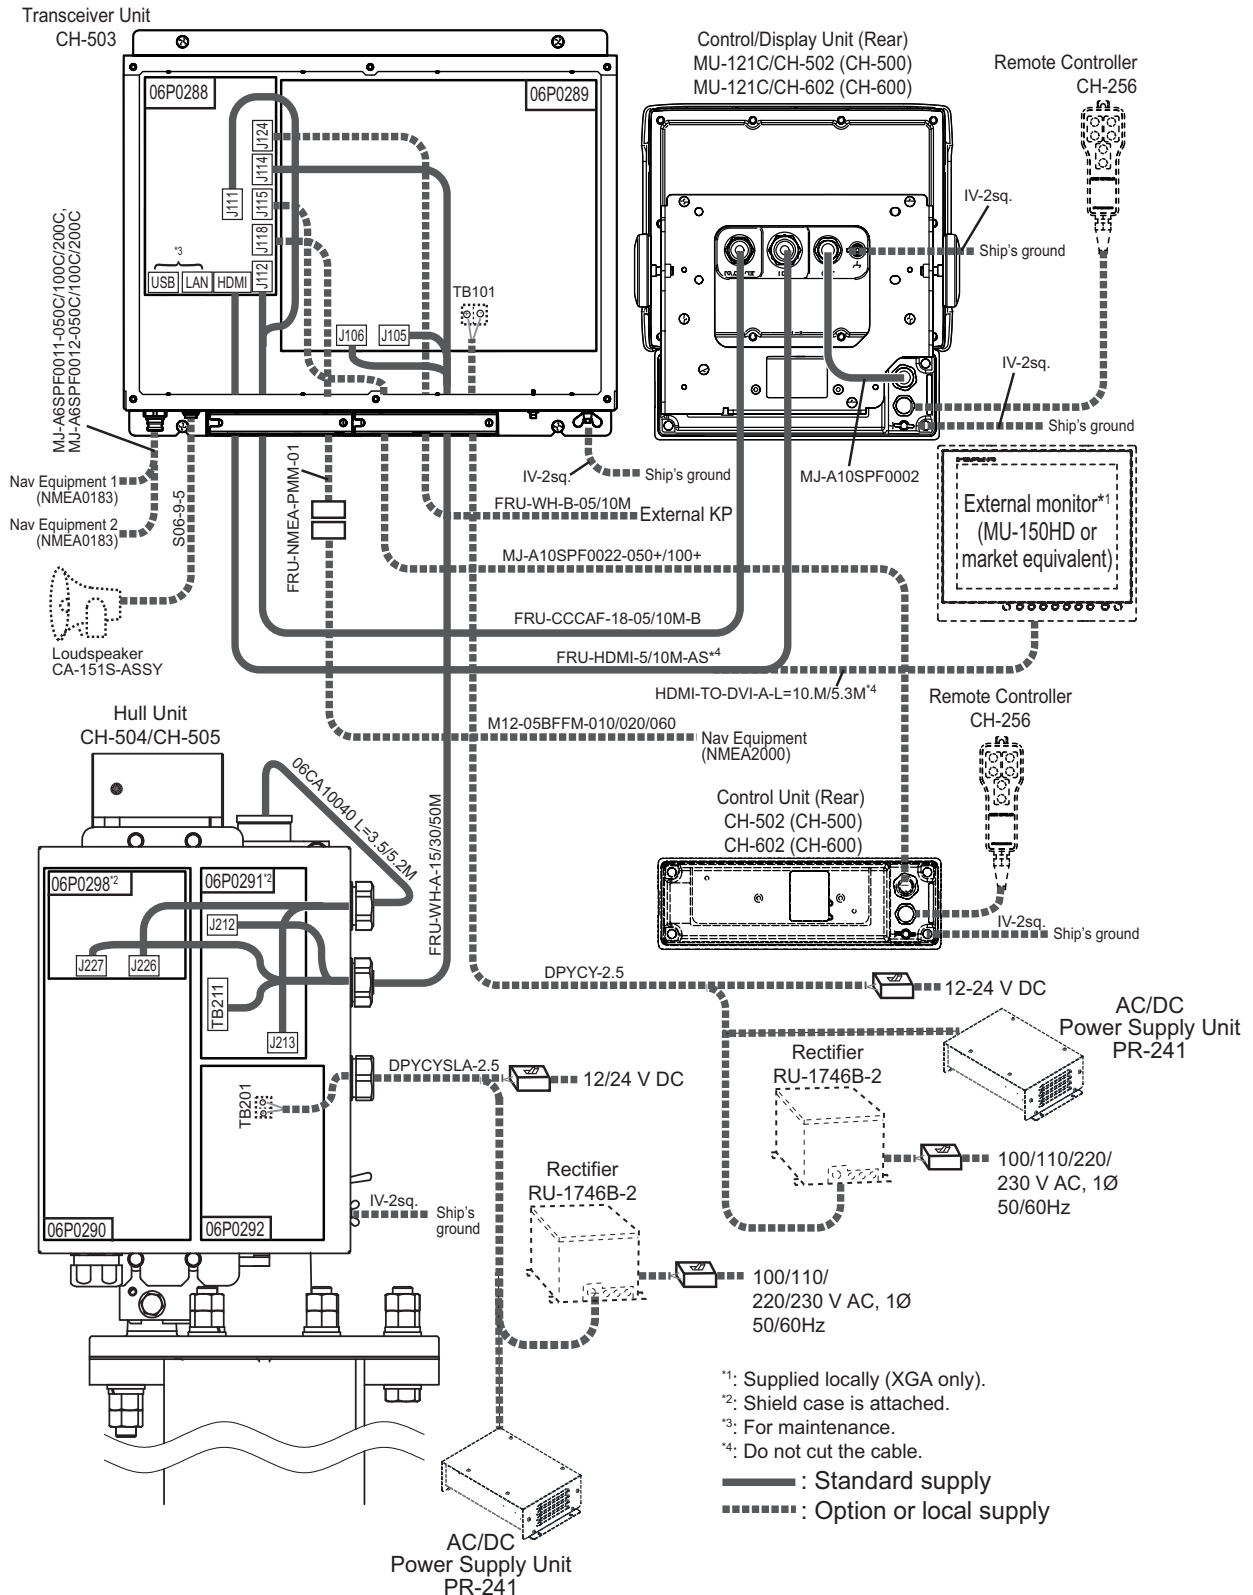 Transceiver Unit
CH-503
06P0288
06P0289
J124
J114
J111
J115
J118
J112
*3
USB
LAN
HDMI
TB101
J106
J105
Control/Display Unit (Rear)
MU-121C/CH-502 (CH-500)
MU-121C/CH-602 (CH-600)
Remote Controller
CH-256
IV-2sq.
Ship's ground
IV-2sq.
Ship's ground
MJ-A10SPF0002
MJ-A6SPF0011-050C/100C/200C,
MJ-A6SPF0012-050C/100C/200C
Nav Equipment 1
(NMEA0183)
Nav Equipment 2
(NMEA0183)
S06-9-5
Loudspeaker
CA-151S-ASSY
FRU-NMEA-PMM-01
IV-2sq.
Ship's ground
FRU-WH-B-05/10M
External KP
MJ-A10SPF0022-050+/100+
External monitor*1
(MU-150HD or
market equivalent)
FRU-CCCAF-18-05/10M-B
FRU-HDMI-5/10M-AS*4
HDMI-TO-DVI-A-L=10.M/5.3M*4
M12-05BFFM-010/020/060
Nav Equipment
(NMEA2000)
Remote Controller
CH-256
Hull Unit
CH-504/CH-505
06CA10040 L=3.5/5.2M
FRU-WH-A-15/30/50M
Control Unit (Rear)
CH-502 (CH-500)
CH-602 (CH-600)
IV-2sq.
Ship's ground
06P0298*2
06P0291*2
J212
J227
J226
TB211
J213
DPYCY-2.5
12-24 V DC
AC/DC
Power Supply Unit
PR-241
DPYCYSLA-2.5
12/24 V DC
TB201
Rectifier
RU-1746B-2
100/110/220/
230 V AC, 1Ø
50/60Hz
06P0290
06P0292
IV-2sq.
Ship's
ground
Rectifier
RU-1746B-2
100/110/
220/230 V AC, 1Ø
50/60Hz
*1: Supplied locally (XGA only).
*2: Shield case is attached.
*3: For maintenance.
*4: Do not cut the cable.
: Standard supply
: Option or local supply
AC/DC
Power Supply Unit
PR-241